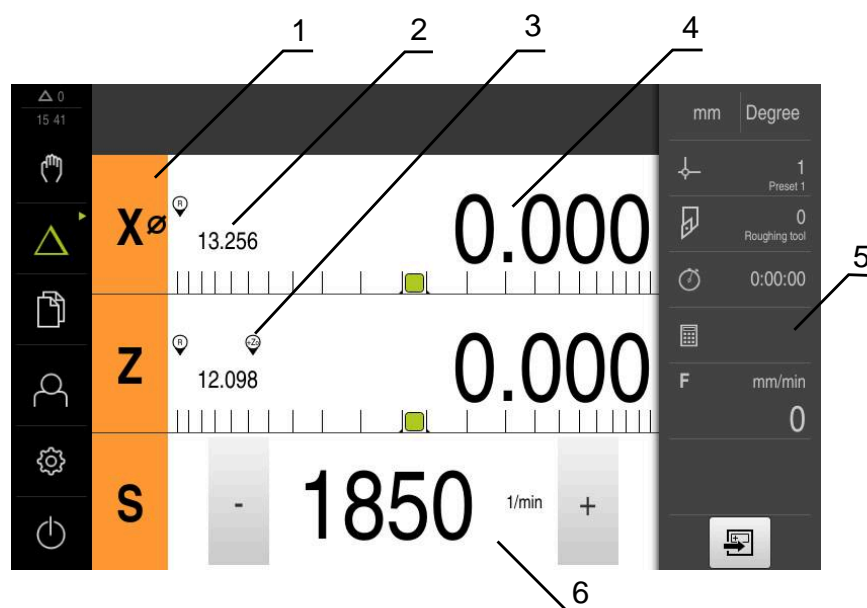 1
2
3
4
△ 0
15 41
mm Degree
1
Preset 1
0
Roughing tool
5
0:00:00
F mm/min
0
X⌀
R
13.256
0.000
Z
R +Zo
12.098
0.000
S
-
1850
1/min
+
6